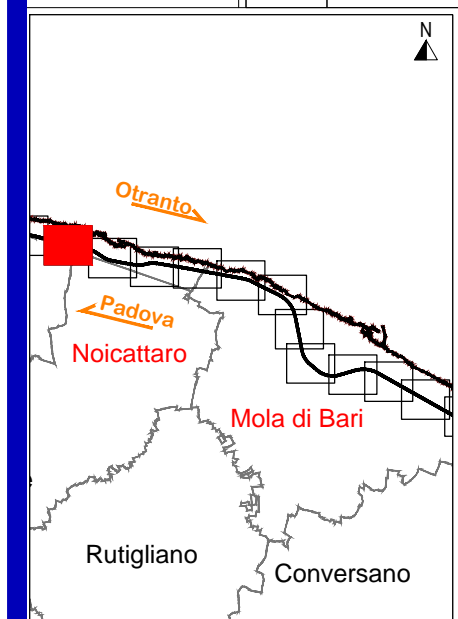 N
Otranto
Padova
Noicattaro
Mola di Bari
Rutigliano
Conversano